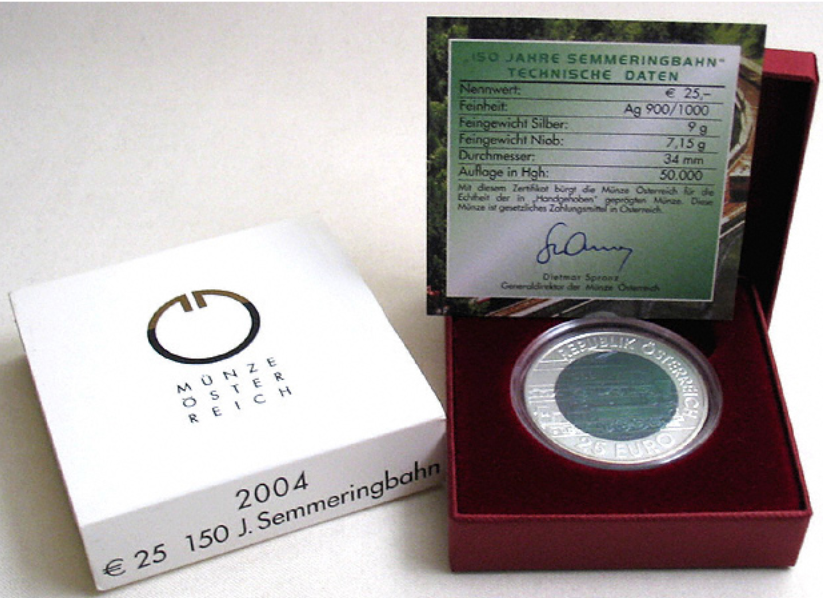 „150 JAHRE SEMMERINGBAHN“
TECHNISCHE DATEN
Nennwert: € 25,–
Feinheit: Ag 900/1000
Feingewicht Silber: 9 g
Feingewicht Niob: 7,15 g
Durchmesser: 34 mm
Auflage in Hgh: 50.000
Mit diesem Zertifikat bürgt die Münze Österreich für die
Echtheit der in „Handgehoben“ geprägten Münze. Diese
Münze ist gesetzliches Zahlungsmittel in Österreich.
Dietmar Spranz
Generaldirektor der Münze Österreich
MÜNZE
ÖSTER
REICH
2004
€ 25 150 J. Semmeringbahn
REPUBLIK ÖSTERREICH
25 EURO